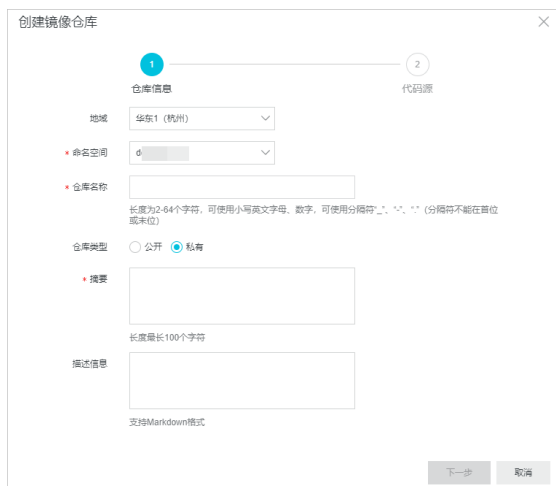 创建镜像仓库
1
2
仓库信息
代码源
地域
华东1（杭州）
* 命名空间
* 仓库名称
长度为2-64个字符，可使用小写英文字母、数字，可使用分隔符"_"、"-"、"."（分隔符不能在首位
或末位）
仓库类型
公开
私有
* 摘要
长度最长100个字符
描述信息
支持Markdown格式
下一步
取消